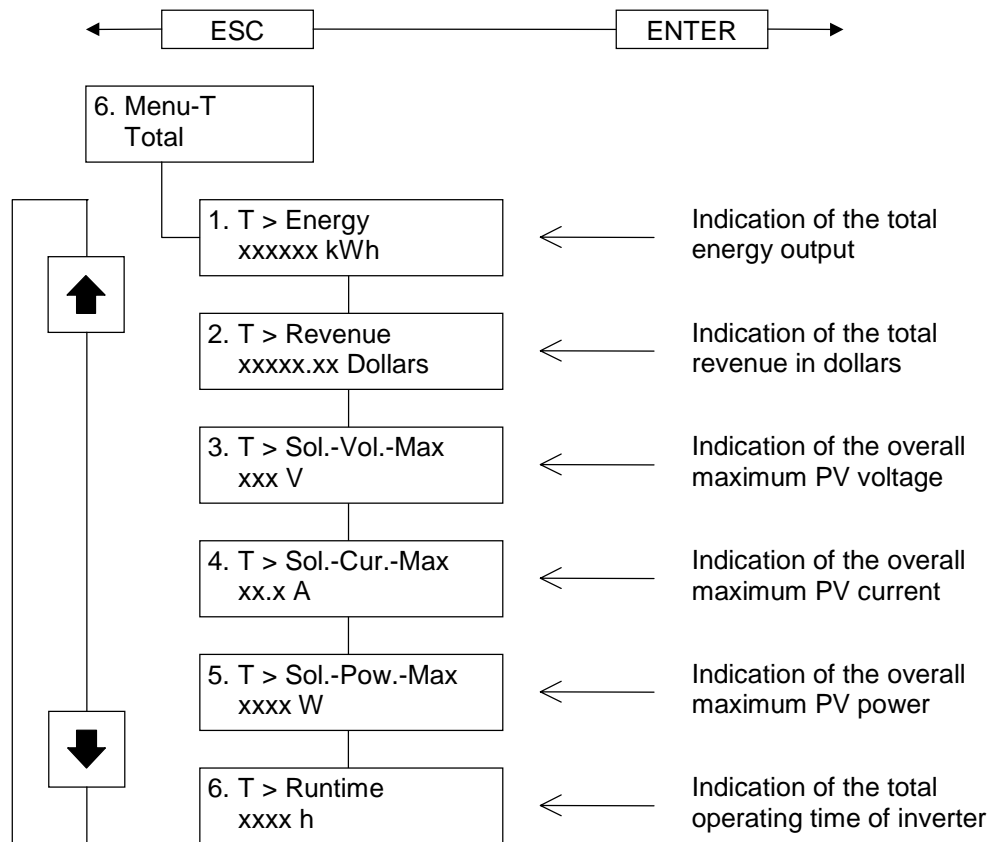 ESC
ENTER
6. Menu-T
Total
1. T > Energy
xxxxxx kWh
Indication of the total
energy output
2. T > Revenue
xxxxx.xx Dollars
Indication of the total
revenue in dollars
3. T > Sol.-Vol.-Max
xxx V
Indication of the overall
maximum PV voltage
4. T > Sol.-Cur.-Max
xx.x A
Indication of the overall
maximum PV current
5. T > Sol.-Pow.-Max
xxxx W
Indication of the overall
maximum PV power
6. T > Runtime
xxxx h
Indication of the total
operating time of inverter